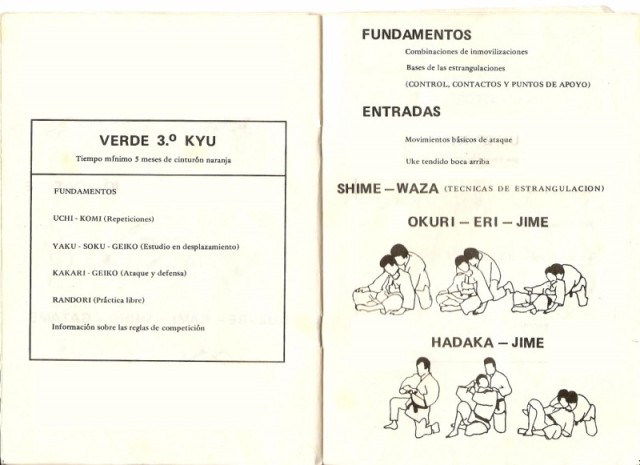 VERDE 3.º KYU
Tiempo mínimo 5 meses de cinturón naranja
FUNDAMENTOS
UCHI - KOMI (Repeticiones)
YAKU - SOKU - GEIKO (Estudio en desplazamiento)
KAKARI - GEIKO (Ataque y defensa)
RANDORI (Práctica libre)
Información sobre las reglas de competición
FUNDAMENTOS
Combinaciones de inmovilizaciones
Bases de las estrangulaciones
(CONTROL, CONTACTOS Y PUNTOS DE APOYO)
ENTRADAS
Movimientos básicos de ataque
Uke tendido boca arriba
SHIME – WAZA (TECNICAS DE ESTRANGULACION)
OKURI – ERI – JIME
HADAKA – JIME